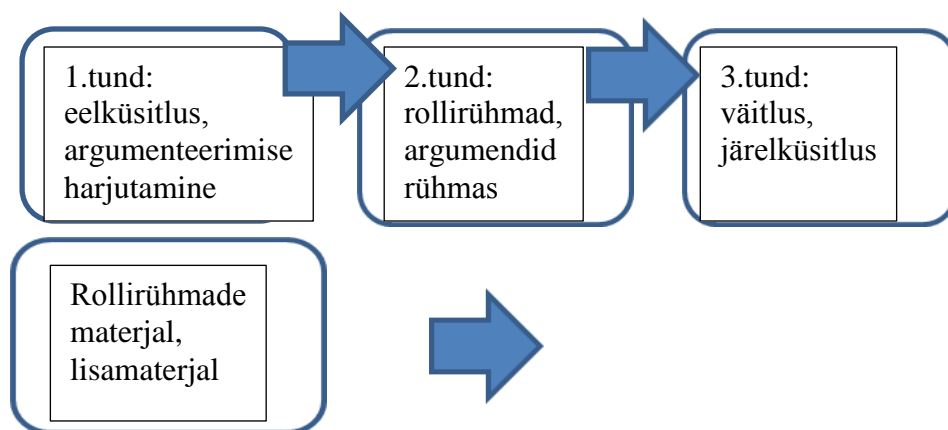 1.tund:
eelküsitlus,
argumenteerimise
harjutamine
2.tund:
rollirühmad,
argumendid
rühmas
3.tund:
väitlus,
järelküsitlus
Rollirühmade
materjal,
lisamaterjal